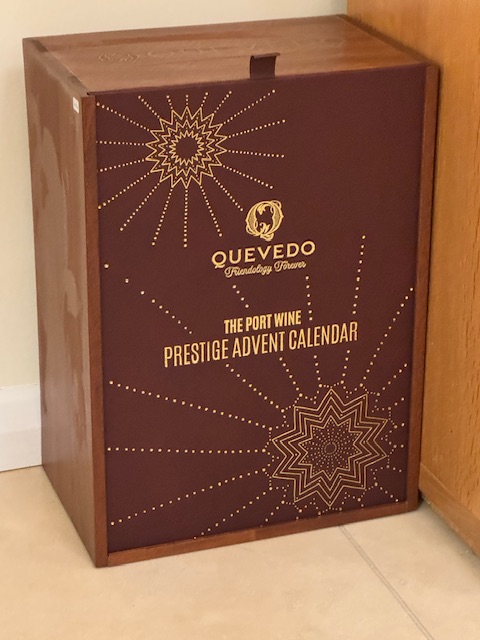 QUEVEDO
Friendology Forever
THE PORT WINE
PRESTIGE ADVENT CALENDAR